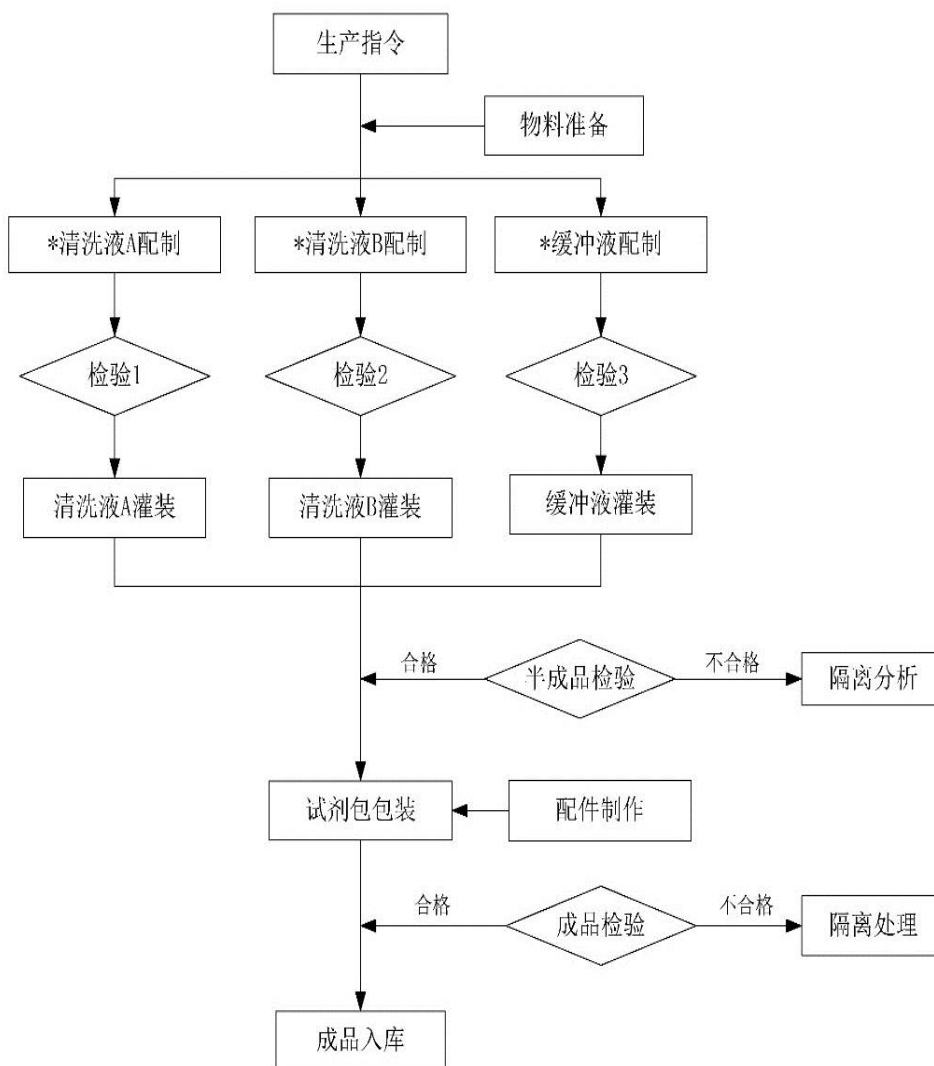 生产指令
物料准备
*清洗液A配制
*清洗液B配制
*缓冲液配制
检验1
检验2
检验3
清洗液A灌装
清洗液B灌装
缓冲液灌装
合格
半成品检验
不合格
隔离分析
试剂包包装
配件制作
合格
成品检验
不合格
隔离处理
成品入库